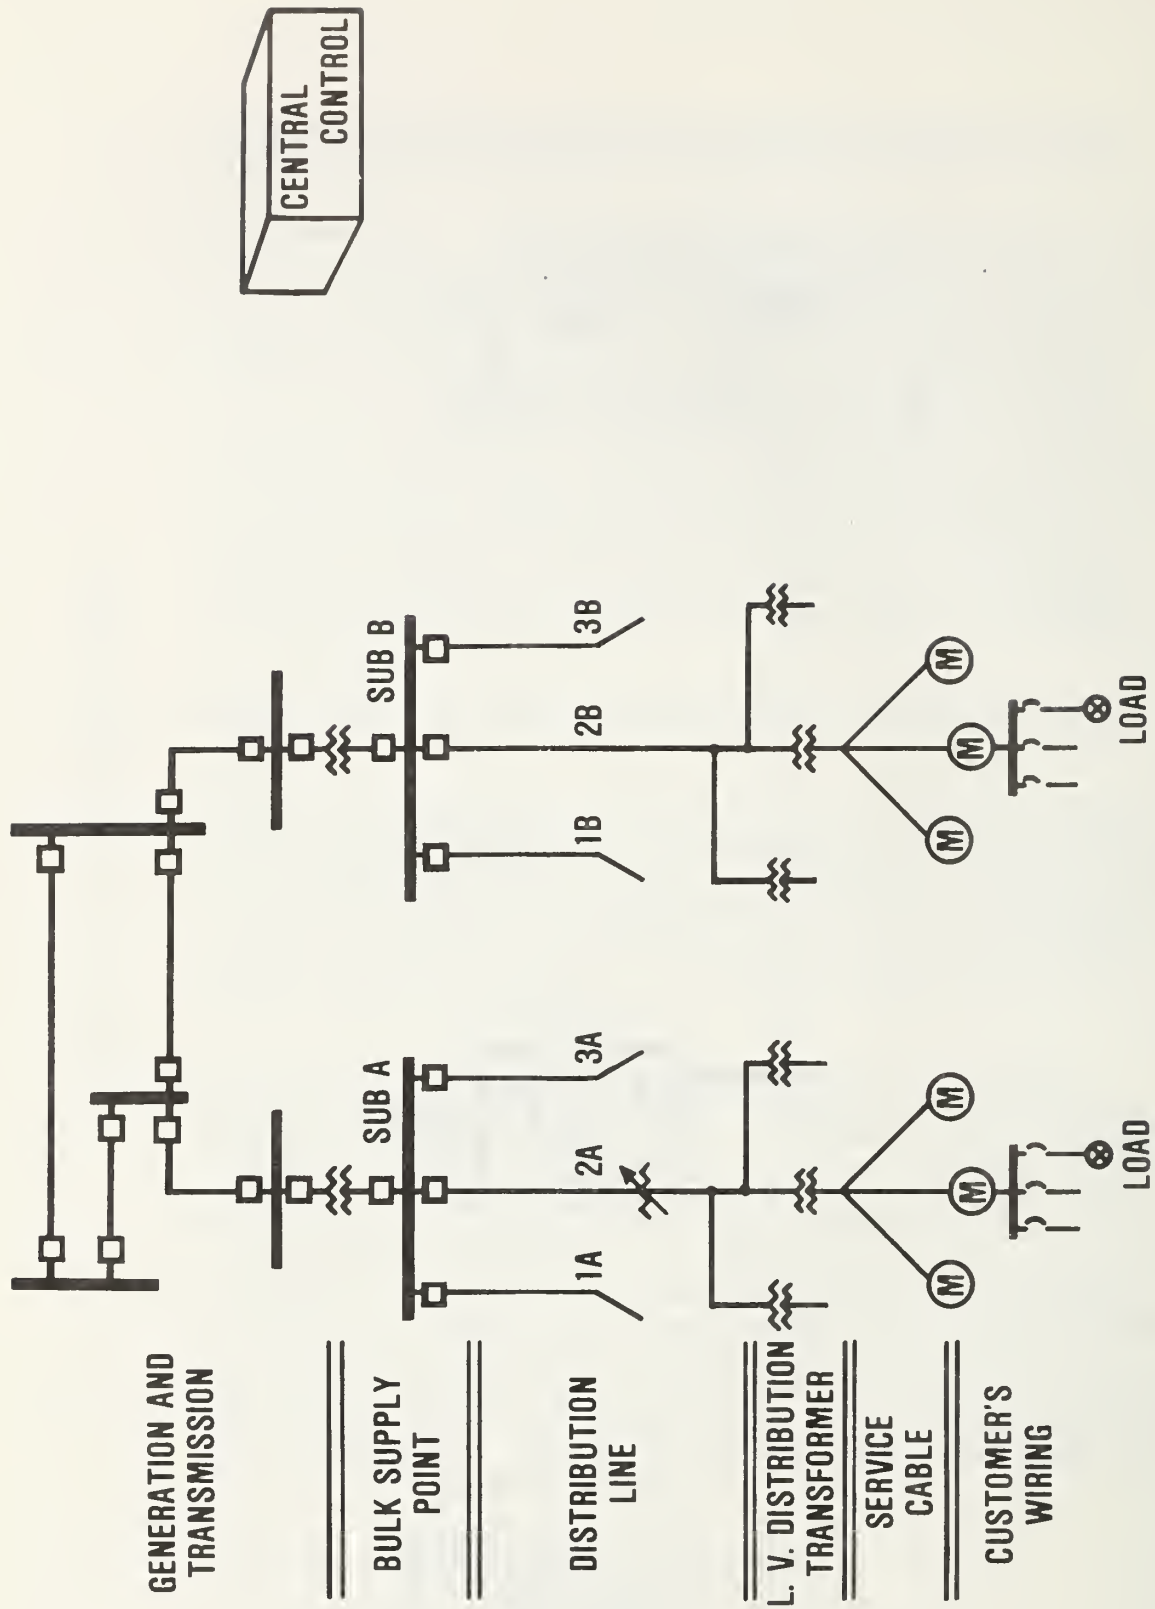 CENTRAL
CONTROL
GENERATION AND
TRANSMISSION
BULK SUPPLY
POINT
SUB A
SUB B
DISTRIBUTION
LINE
1A
2A
3A
1B
2B
3B
L. V. DISTRIBUTION
TRANSFORMER
SERVICE
CABLE
M
M
M
M
M
M
CUSTOMER'S
WIRING
LOAD
LOAD